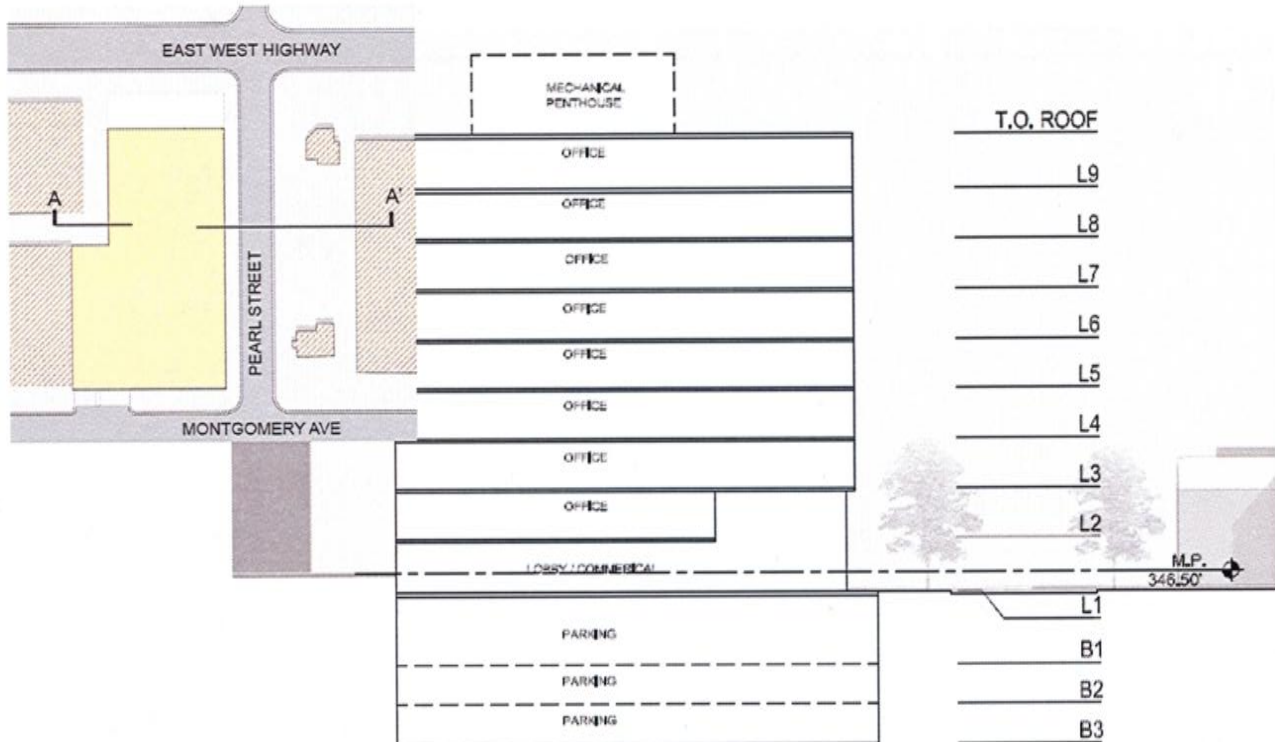 EAST WEST HIGHWAY
A
A'
PEARL STREET
MONTGOMERY AVE
MECHANICAL
PENTHOUSE
OFFICE
OFFICE
OFFICE
OFFICE
OFFICE
OFFICE
OFFICE
OFFICE
LOBBY / COMMERICAL
PARKING
PARKING
PARKING
T.O. ROOF
L9
L8
L7
L6
L5
L4
L3
L2
M.P.
346.50'
L1
B1
B2
B3